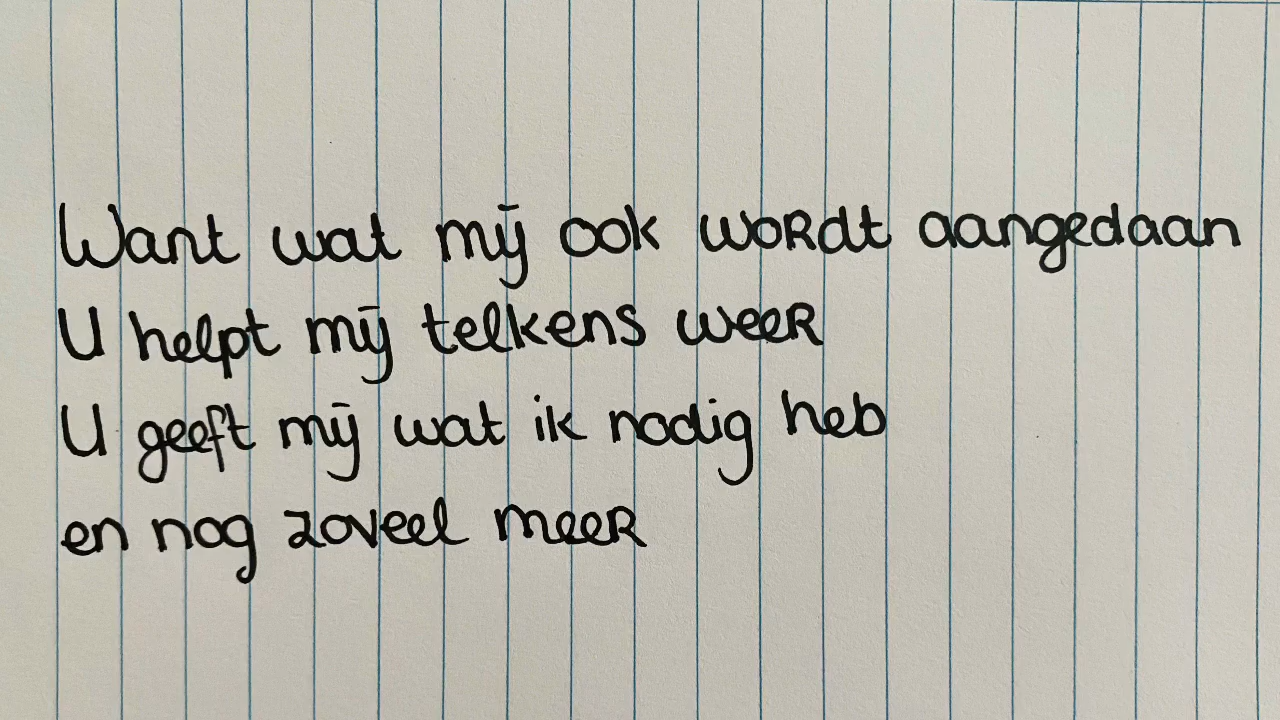 Want wat mij ook wordt aangedaan
U helpt mij telkens weer
U geeft mij wat ik nodig heb
en nog zoveel meer